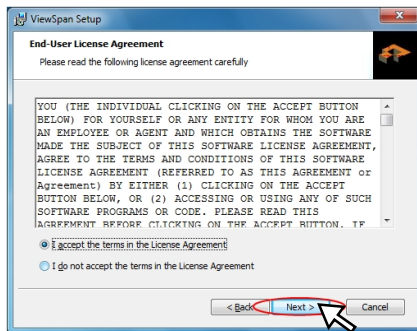 ViewSpan Setup
End-User License Agreement
Please read the following license agreement carefully
YOU (THE INDIVIDUAL CLICKING ON THE ACCEPT BUTTON
BELOW) FOR YOURSELF OR ANY ENTITY FOR WHOM YOU ARE
AN EMPLOYEE OR AGENT AND WHICH OBTAINS THE SOFTWARE
MADE THE SUBJECT OF THIS SOFTWARE LICENSE AGREEMENT,
AGREE TO THE TERMS AND CONDITIONS OF THIS SOFTWARE
LICENSE AGREEMENT (REFERRED TO AS THIS AGREEMENT or
Agreement) BY EITHER (1) CLICKING ON THE ACCEPT
BUTTON BELOW, OR (2) ACCESSING OR USING ANY OF SUCH
SOFTWARE PROGRAMS OR CODE. PLEASE READ THIS
AGREEMENT BEFORE CLICKING ON THE ACCEPT BUTTON. IF
I accept the terms in the License Agreement
I do not accept the terms in the License Agreement
< Back Next > Cancel